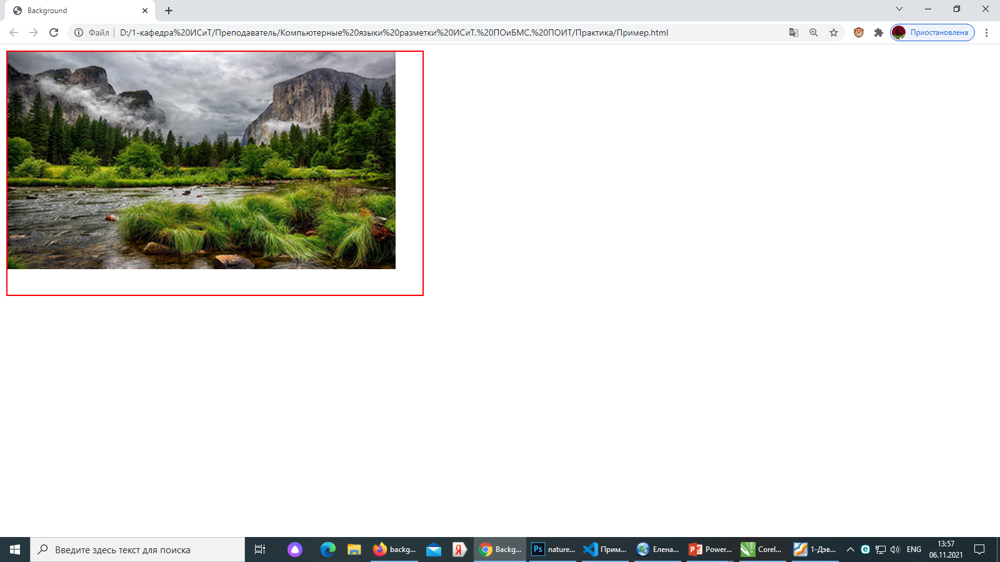 Background
Файл D:/1-кафедра%20ИСиТ/Преподаватель/Компьютерные%20языки%20разметки%20ИСиТ,%20ПОиБМС,%20ПОИТ/Практика/Пример.html Приостановлена
Введите здесь текст для поиска backg... Backg... Ps nature... Прим... Елена... Power... Corel... 1-Дэв... ENG 13:57
06.11.2021